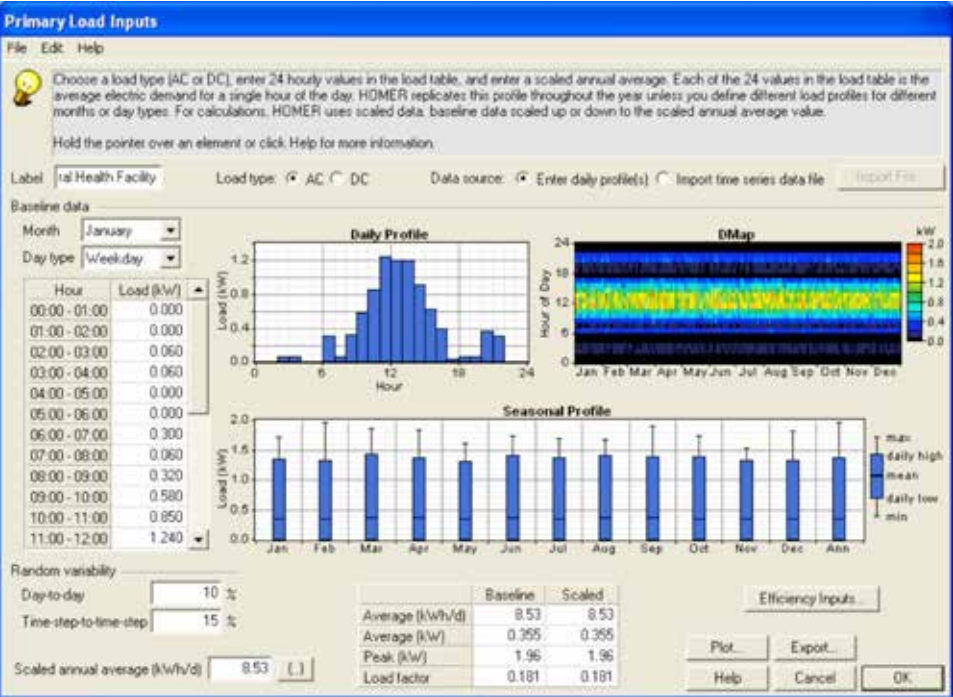 Primary Load Inputs
File Edit Help
Choose a load type (AC or DC), enter 24 hourly values in the load table, and enter a scaled annual average. Each of the 24 values in the load table is the
average electric demand for a single hour of the day. HOMER replicates this profile throughout the year unless you define different load profiles for different
months or day types. For calculations, HOMER uses scaled data: baseline data scaled up or down to the scaled annual average value.
Hold the pointer over an element or click Help for more information.
Label ral Health Facility Load type: AC DC Data source: Enter daily profile(s) Import time series data file Import File...
Baseline data
Month January
Day type Weekday
Hour Load (kW)
00:00 - 01:00 0.000
01:00 - 02:00 0.000
02:00 - 03:00 0.060
03:00 - 04:00 0.060
04:00 - 05:00 0.000
05:00 - 06:00 0.000
06:00 - 07:00 0.300
07:00 - 08:00 0.060
08:00 - 09:00 0.320
09:00 - 10:00 0.580
10:00 - 11:00 0.850
11:00 - 12:00 1.240
Daily Profile
Load (kW)
1.2
0.8
0.4
0.0
0 6 12 18 24
Hour
DMap
Hour of Day
24
18
12
6
0
Jan Feb Mar Apr May Jun Jul Aug Sep Oct Nov Dec
kW
2.0
1.6
1.2
0.8
0.4
0.0
Seasonal Profile
Load (kW)
2.0
1.5
1.0
0.5
0.0
Jan Feb Mar Apr May Jun Jul Aug Sep Oct Nov Dec Ann
max
daily high
mean
daily low
min
Random variability
Day-to-day 10 %
Time-step-to-time-step 15 %
Scaled annual average (kWh/d) 8.53 {..}
Baseline Scaled
Average (kWh/d) 8.53 8.53
Average (kW) 0.355 0.355
Peak (kW) 1.96 1.96
Load factor 0.181 0.181
Efficiency Inputs...
Plot... Export...
Help Cancel OK